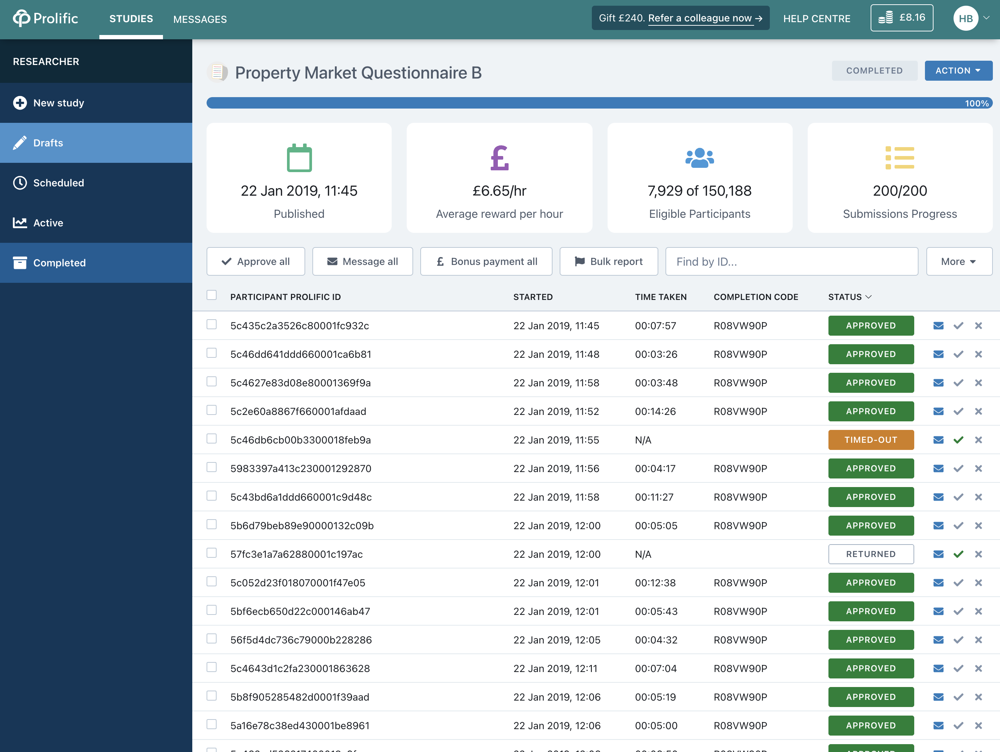 Prolific STUDIES MESSAGES Gift £240. Refer a colleague now → HELP CENTRE £8.16 HB
RESEARCHER
New study
Drafts
Scheduled
Active
Completed
Property Market Questionnaire B COMPLETED ACTION
100%
22 Jan 2019, 11:45
Published
£6.65/hr
Average reward per hour
7,929 of 150,188
Eligible Participants
200/200
Submissions Progress
Approve all Message all Bonus payment all Bulk report Find by ID... More
PARTICIPANT PROLIFIC ID STARTED TIME TAKEN COMPLETION CODE STATUS
5c435c2a3526c80001fc932c 22 Jan 2019, 11:45 00:07:57 R08VW90P APPROVED
5c46dd641ddd660001ca6b81 22 Jan 2019, 11:48 00:03:26 R08VW90P APPROVED
5c4627e83d08e80001369f9a 22 Jan 2019, 11:58 00:03:48 R08VW90P APPROVED
5c2e60a8867f660001afdaad 22 Jan 2019, 11:52 00:14:26 R08VW90P APPROVED
5c46db6cb00b3300018feb9a 22 Jan 2019, 11:55 N/A TIMED-OUT
5983397a413c230001292870 22 Jan 2019, 11:56 00:04:17 R08VW90P APPROVED
5c43bd6a1ddd660001c9d48c 22 Jan 2019, 11:58 00:11:27 R08VW90P APPROVED
5b6d79beb89e90000132c09b 22 Jan 2019, 12:00 00:05:05 R08VW90P APPROVED
57fc3e1a7a62880001c197ac 22 Jan 2019, 12:00 N/A RETURNED
5c052d23f018070001f47e05 22 Jan 2019, 12:01 00:12:38 R08VW90P APPROVED
5bf6ecb650d22c000146ab47 22 Jan 2019, 12:01 00:05:43 R08VW90P APPROVED
56f5d4dc736c79000b228286 22 Jan 2019, 12:05 00:04:32 R08VW90P APPROVED
5c4643d1c2fa230001863628 22 Jan 2019, 12:11 00:07:04 R08VW90P APPROVED
5b8f905285482d0001f39aad 22 Jan 2019, 12:06 00:05:19 R08VW90P APPROVED
5a16e78c38ed430001be8961 22 Jan 2019, 12:06 00:05:00 R08VW90P APPROVED